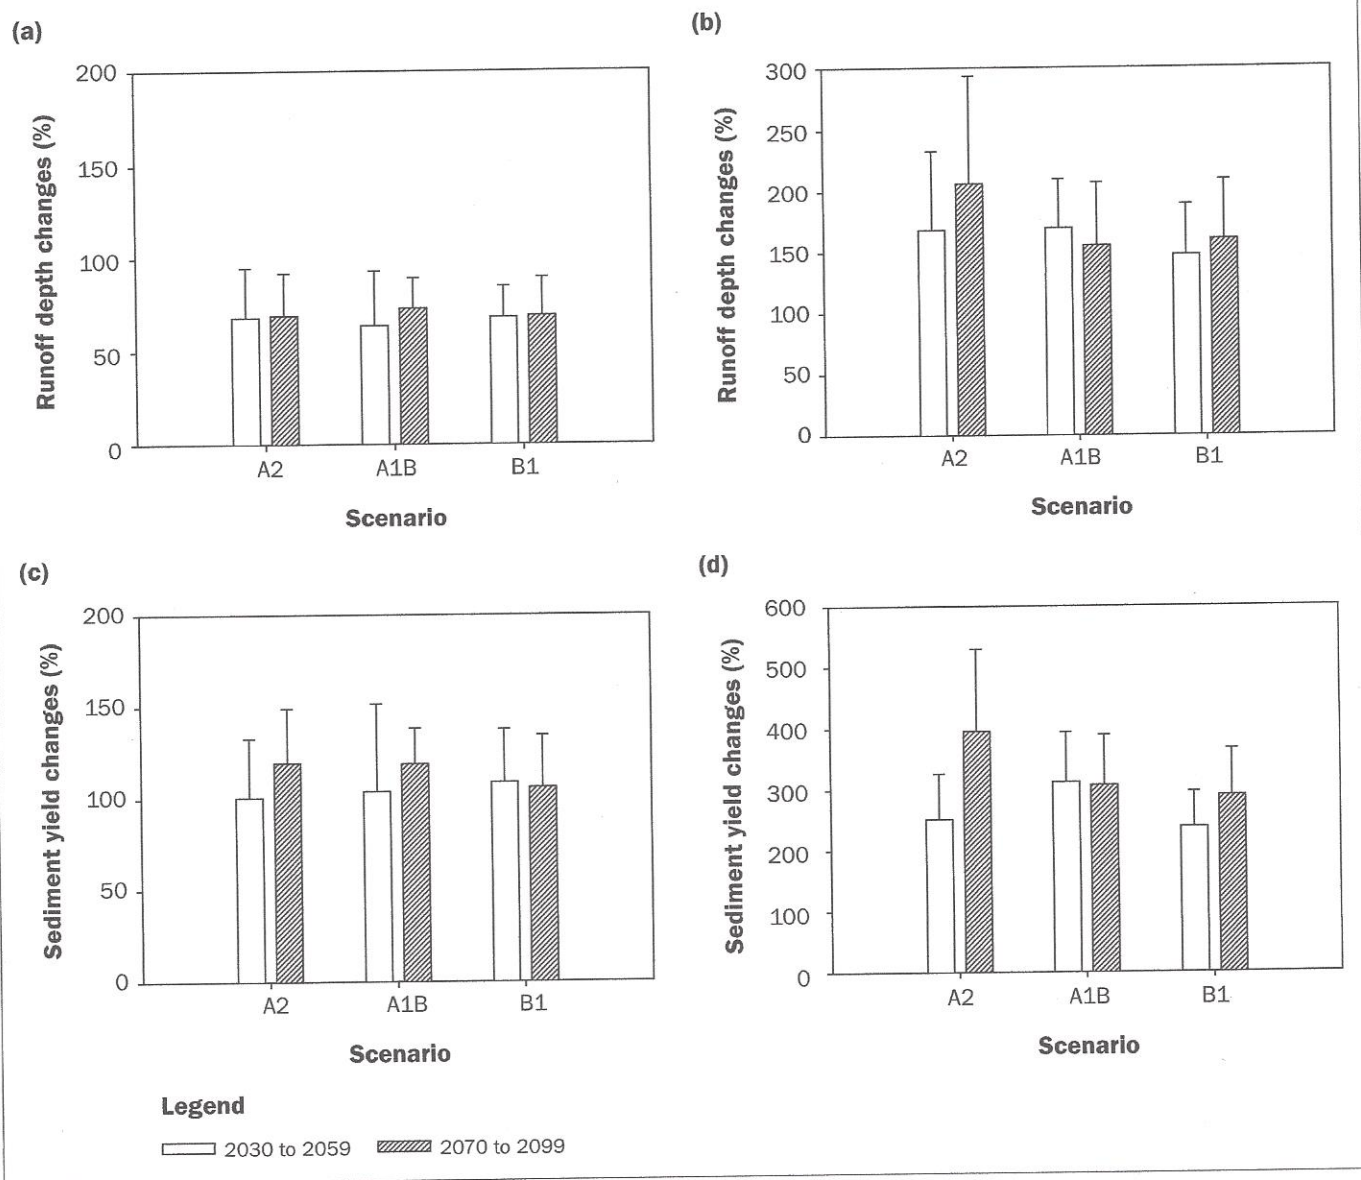 (a)
200
150
100
50
0
Runoff depth changes (%)
A2 A1B B1
Scenario
(b)
300
250
200
150
100
50
0
Runoff depth changes (%)
A2 A1B B1
Scenario
(c)
200
150
100
50
0
Sediment yield changes (%)
A2 A1B B1
Scenario
(d)
600
500
400
300
200
100
0
Sediment yield changes (%)
A2 A1B B1
Scenario
Legend
2030 to 2059 2070 to 2099